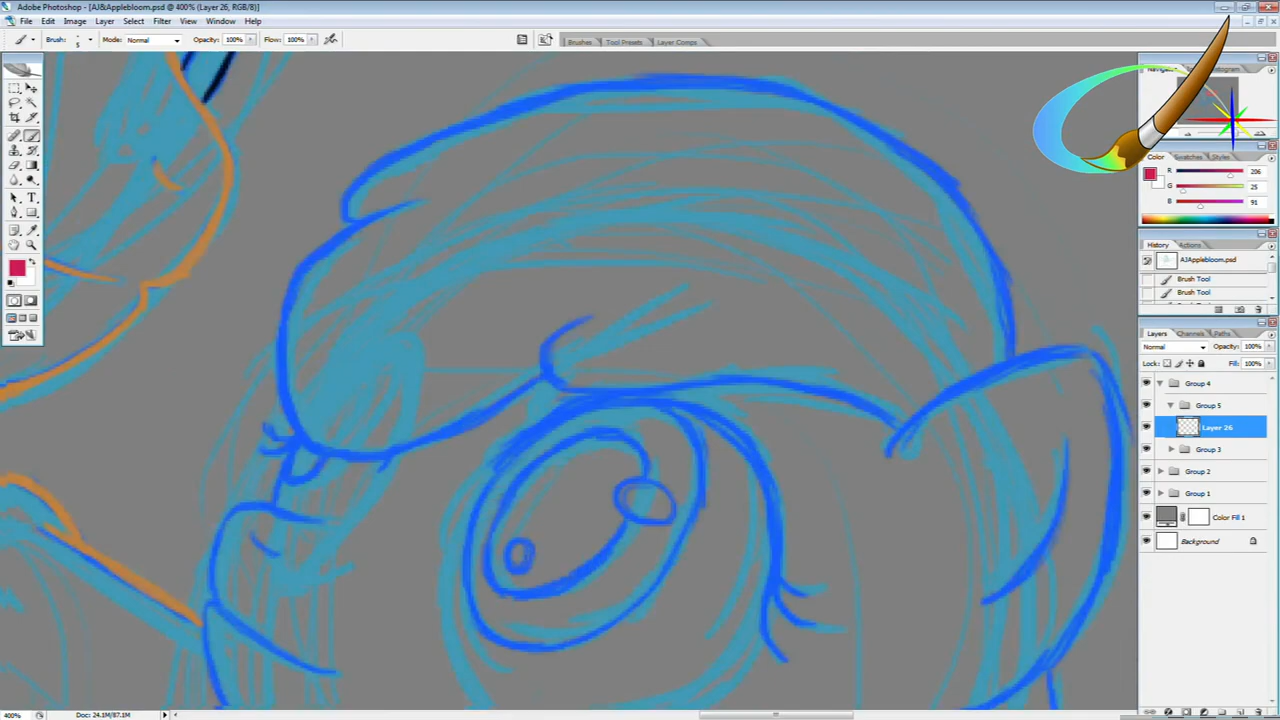 Adobe Photoshop - [AJ&Applebloom.psd @ 400% (Layer 26, RGB/8)]
File Edit Image Layer Select Filter View Window Help
Brush: 5 Mode: Normal Opacity: 100% Flow: 100% Brushes Tool Presets Layer Comps
Color Swatches Styles
R 206
G 25
B 91
History Actions
AJApplebloom.psd
Brush Tool
Brush Tool
Layers Channels Paths
Normal Opacity: 100%
Lock: Fill: 100%
Group 4
Group 5
Layer 26
Group 3
Group 2
Group 1
Color Fill 1
Background
400% Doc: 24.1M/87.1M